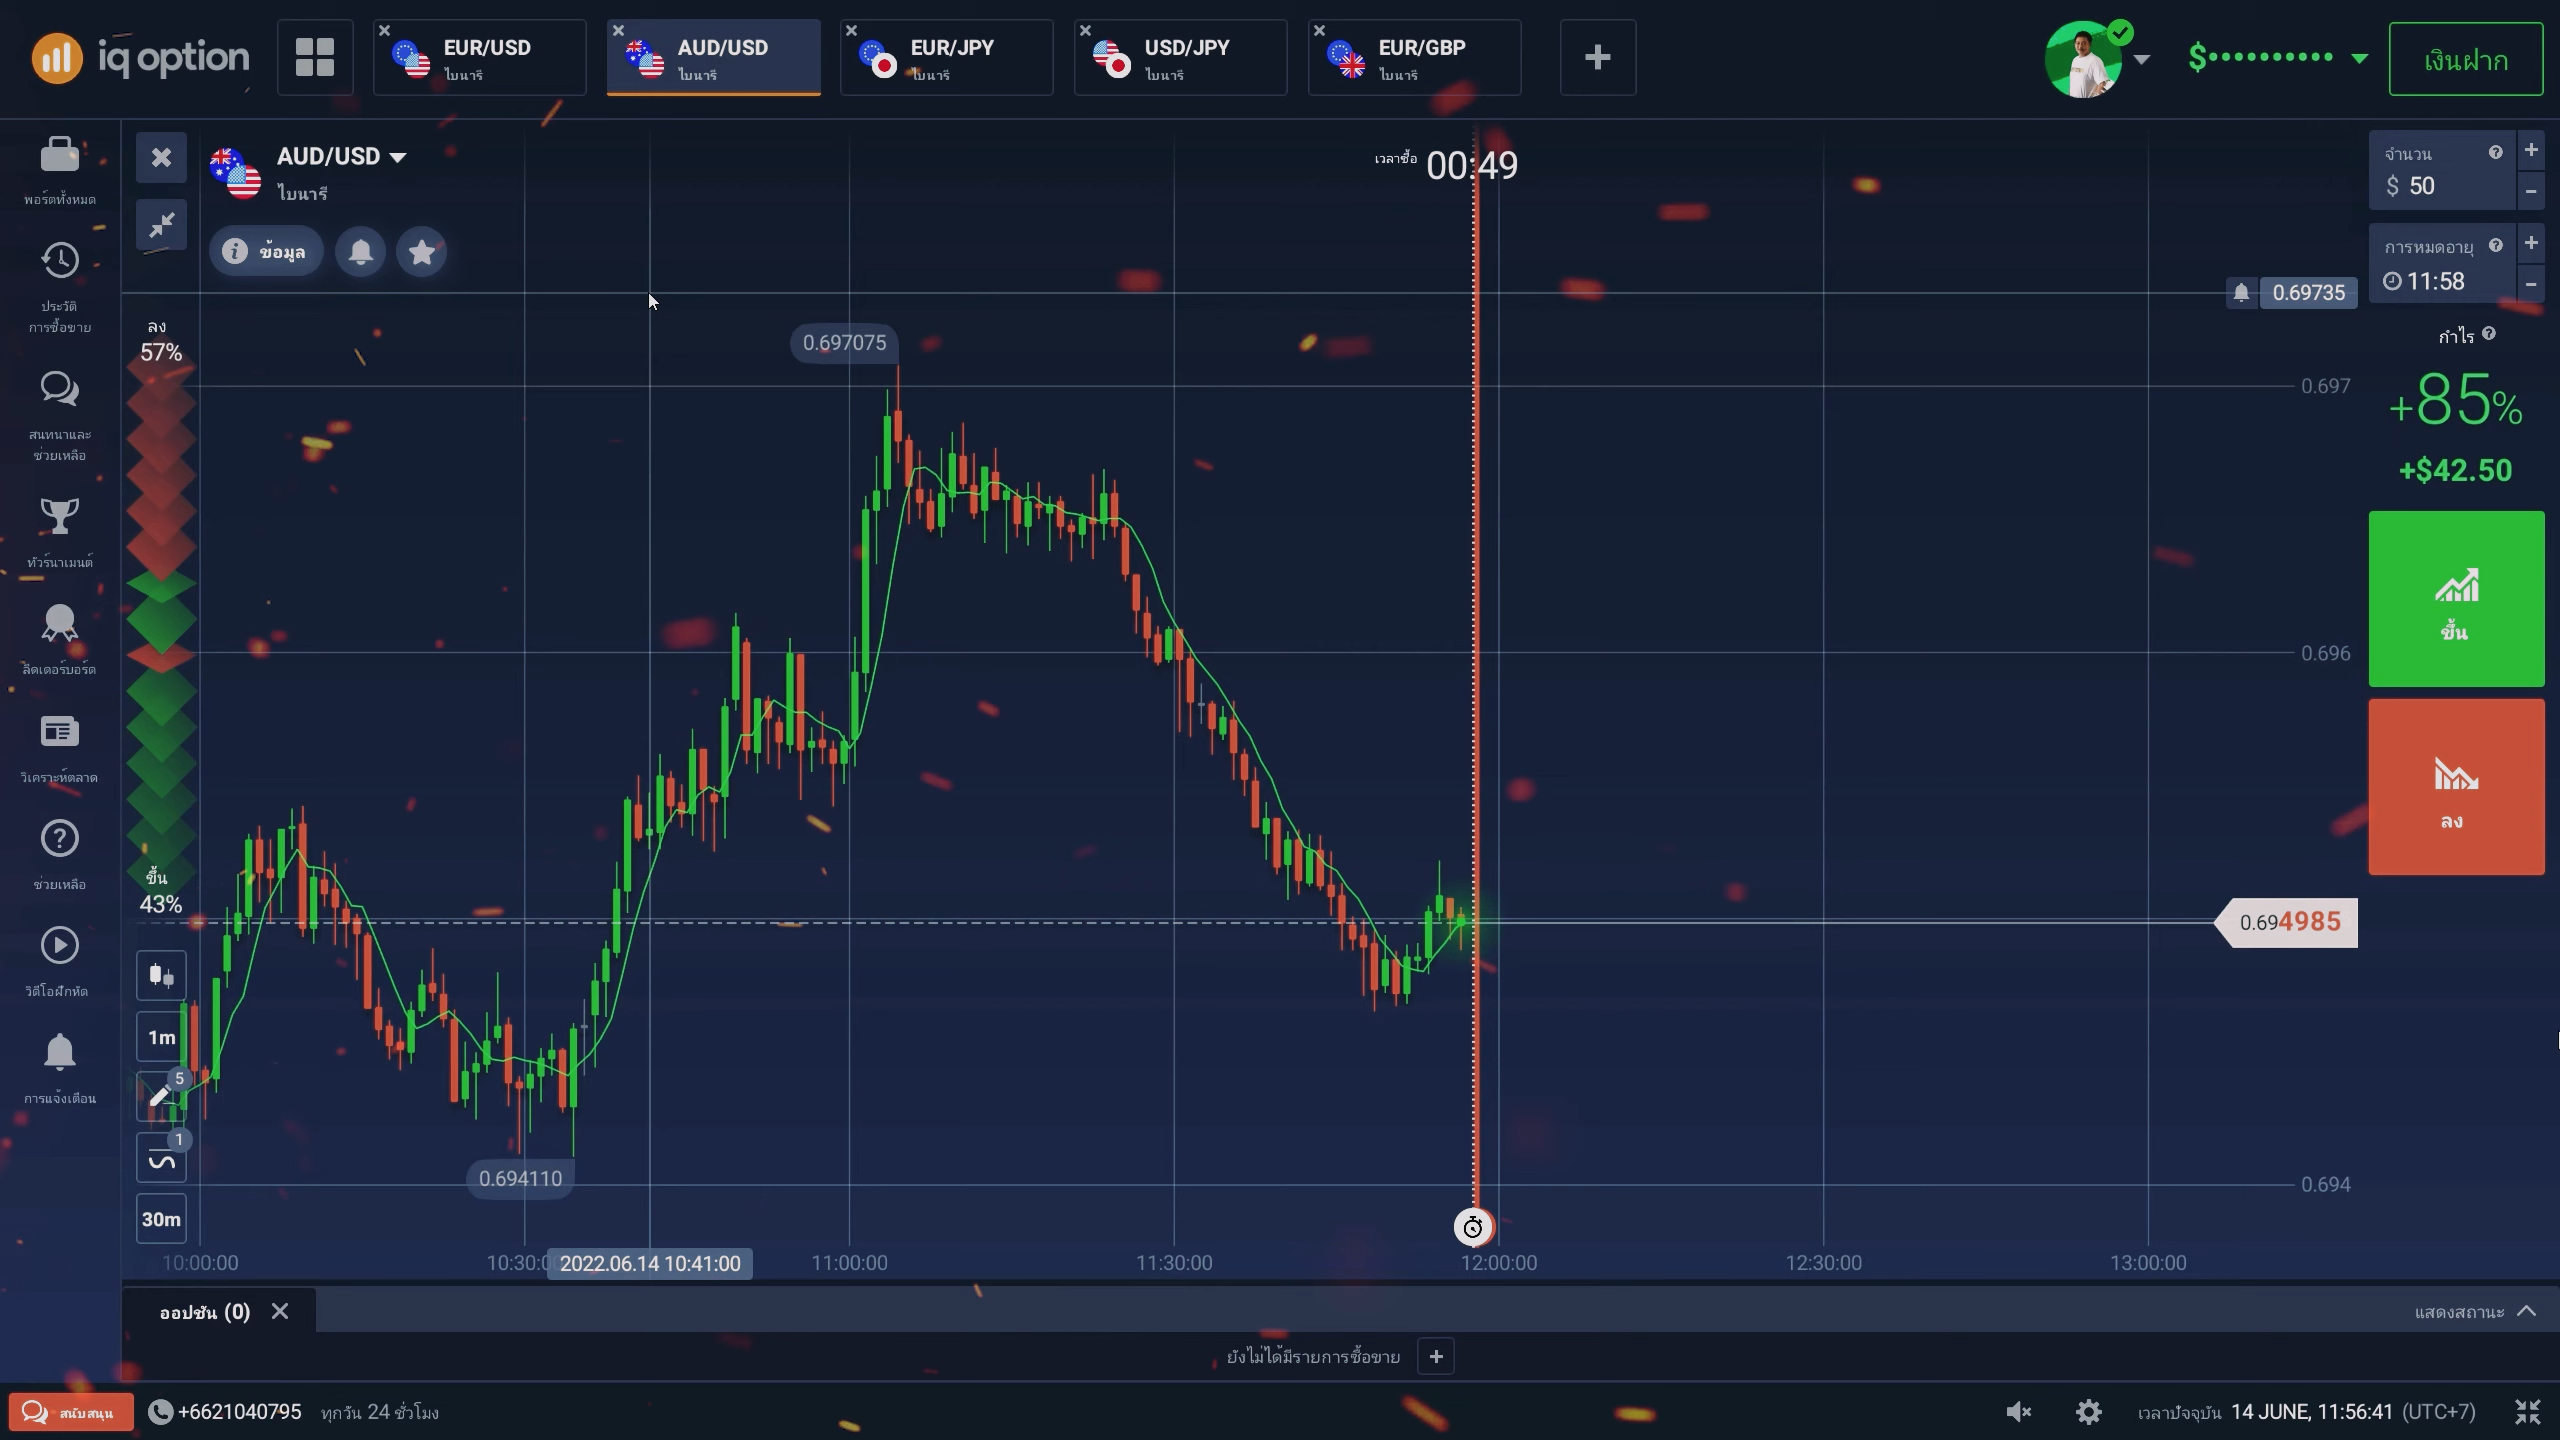 iq option
EUR/USD
ไบนารี
AUD/USD
ไบนารี
EUR/JPY
ไบนารี
USD/JPY
ไบนารี
EUR/GBP
ไบนารี
$
เงินฝาก
พอร์ตทั้งหมด
ประวัติ
การซื้อขาย
สนทนาและ
ช่วยเหลือ
ทัวร์นาเมนต์
ลีดเดอร์บอร์ด
วิเคราะห์ตลาด
ช่วยเหลือ
วิดีโอฝึกหัด
การแจ้งเตือน
AUD/USD
ไบนารี
ข้อมูล
เวลาซื้อ 00:49
ลง
57%
ขึ้น
43%
1m
5
1
30m
0.697075
0.694110
0.69735
0.697
0.696
0.694985
0.694
10:00:00
10:30:0
2022.06.14 10:41:00
11:00:00
11:30:00
12:00:00
12:30:00
13:00:00
จำนวน
$ 50
การหมดอายุ
11:58
กำไร
+85%
+$42.50
ขึ้น
ลง
ออปชัน (0)
แสดงสถานะ
ยังไม่ได้มีรายการซื้อขาย
สนับสนุน
+6621040795 ทุกวัน 24 ชั่วโมง
เวลาปัจจุบัน 14 JUNE, 11:56:41 (UTC+7)